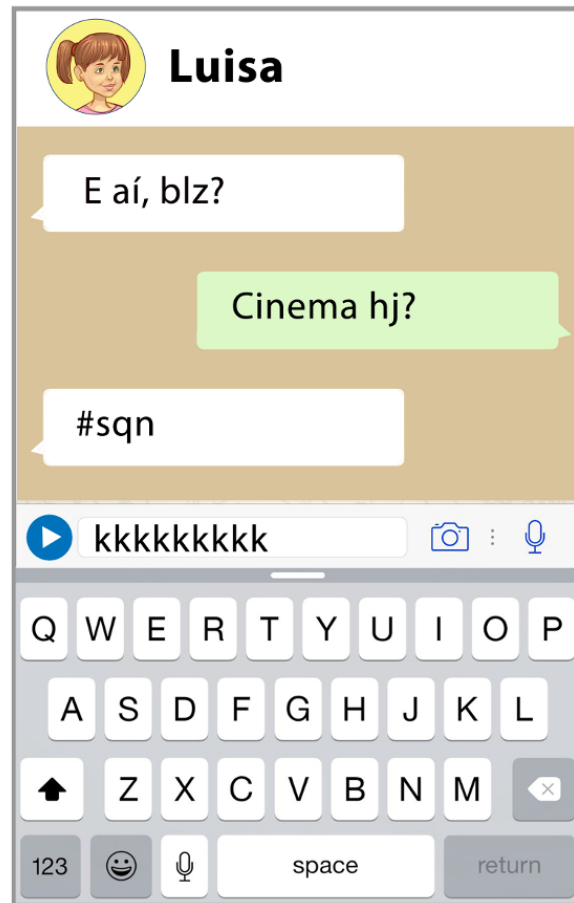 Luisa
E aí, blz?
Cinema hj?
#sqn
kkkkkkkkk
Q W E R T Y U I O P
A S D F G H J K L
Z X C V B N M
123 space return